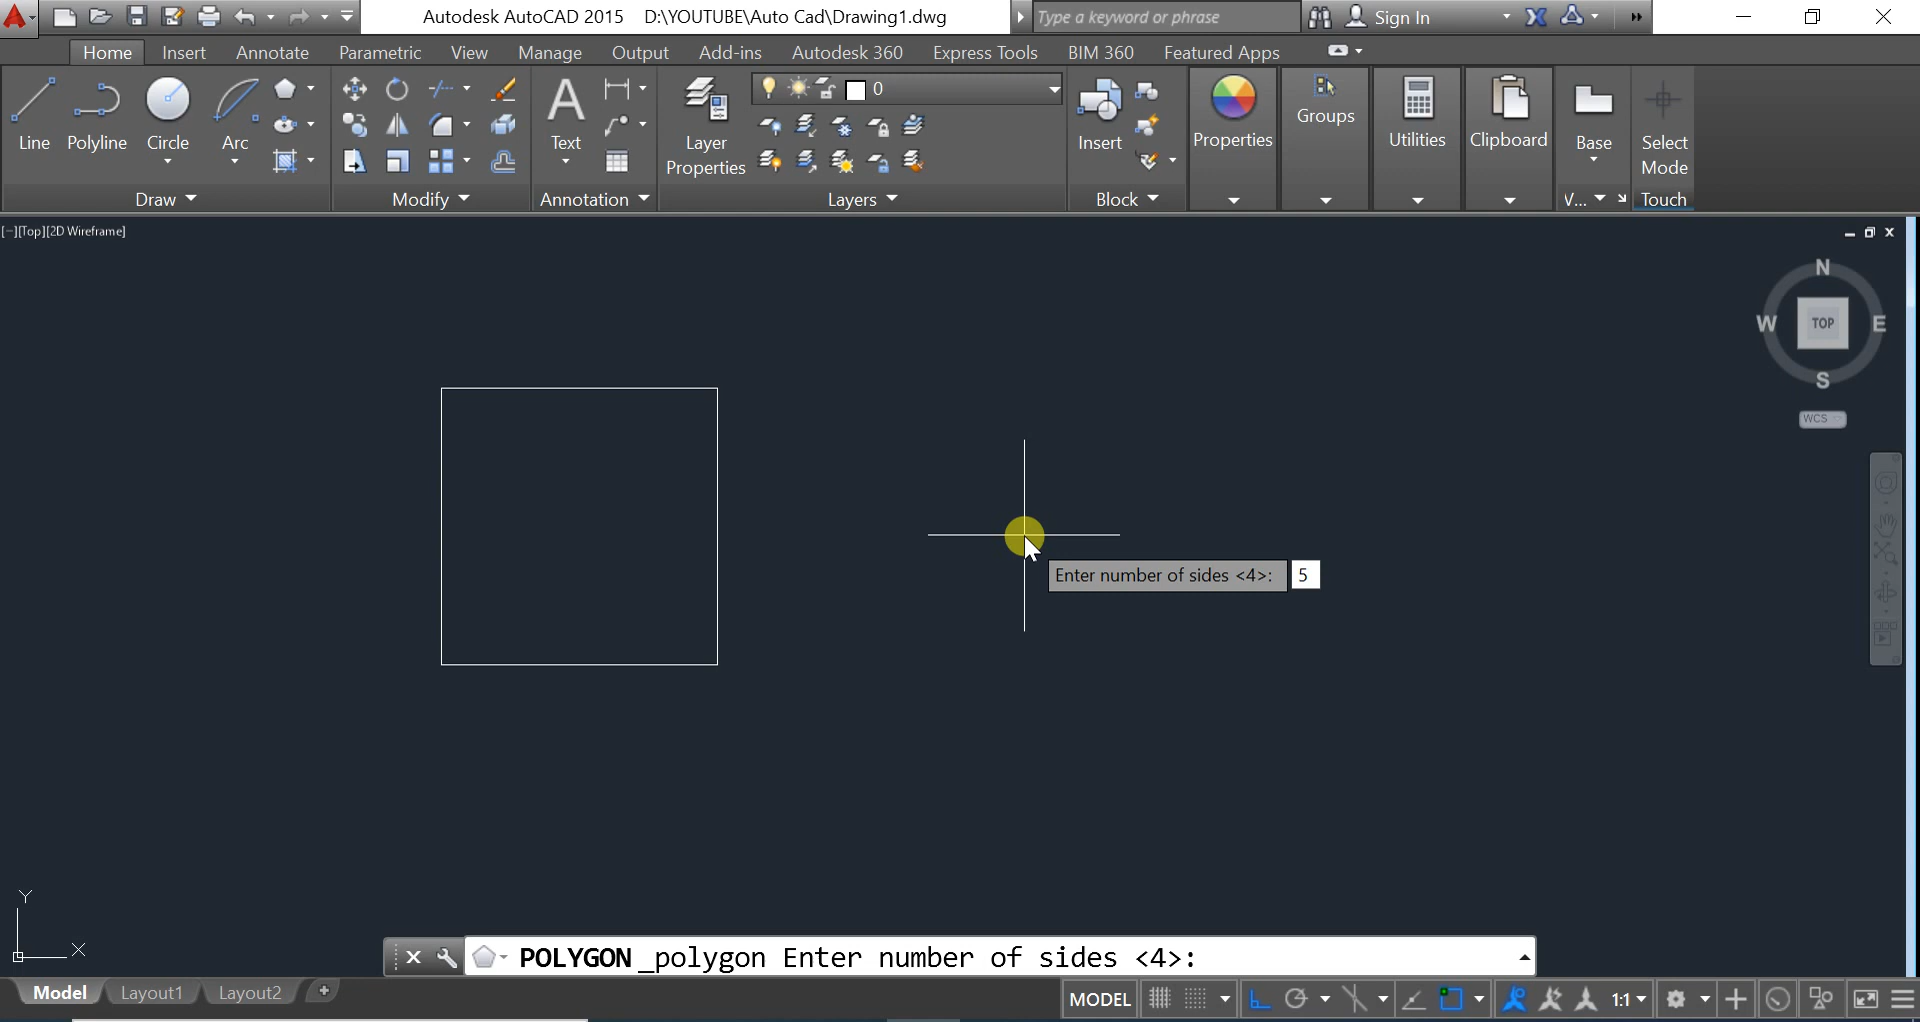 Autodesk AutoCAD 2015 D:\YOUTUBE\Auto Cad\Drawing1.dwg
Type a keyword or phrase
Sign In
Home Insert Annotate Parametric View Manage Output Add-ins Autodesk 360 Express Tools BIM 360 Featured Apps
0
Line Polyline Circle Arc
Text
Layer
Properties
Insert
Properties
Groups
Utilities
Clipboard
Base
Select
Mode
Draw Modify Annotation Layers Block V... Touch
[−][Top][2D Wireframe]
N
W TOP E
S
WCS
Enter number of sides <4>: 5
Y
X
POLYGON _polygon Enter number of sides <4>:
Model Layout1 Layout2
MODEL 1:1